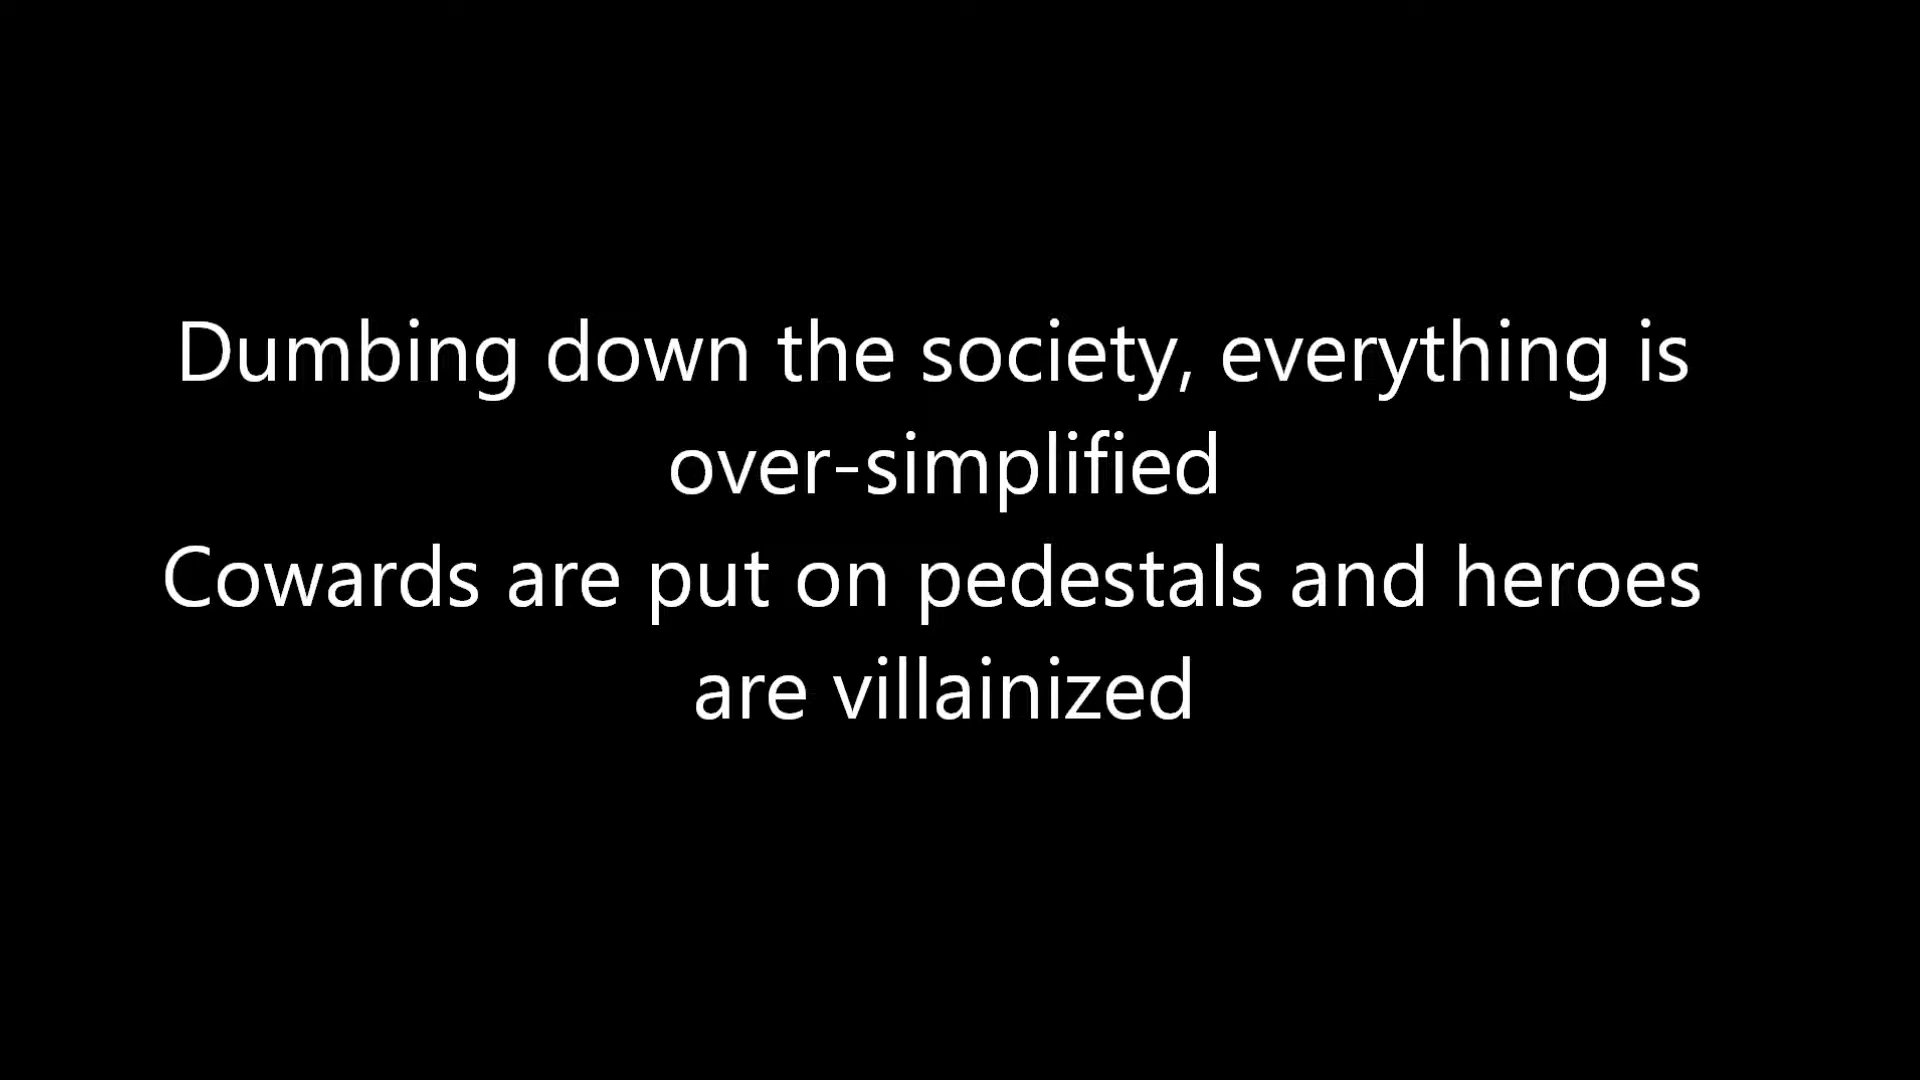 Dumbing down the society, everything is
over-simplified
Cowards are put on pedestals and heroes
are villainized